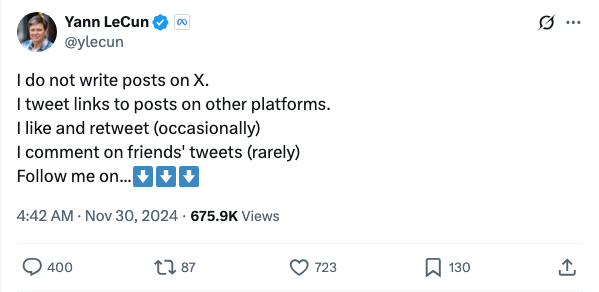 Yann LeCun
@ylecun
I do not write posts on X.
I tweet links to posts on other platforms.
I like and retweet (occasionally)
I comment on friends' tweets (rarely)
Follow me on...⬇️⬇️⬇️
4:42 AM · Nov 30, 2024 · 675.9K Views
400 87 723 130